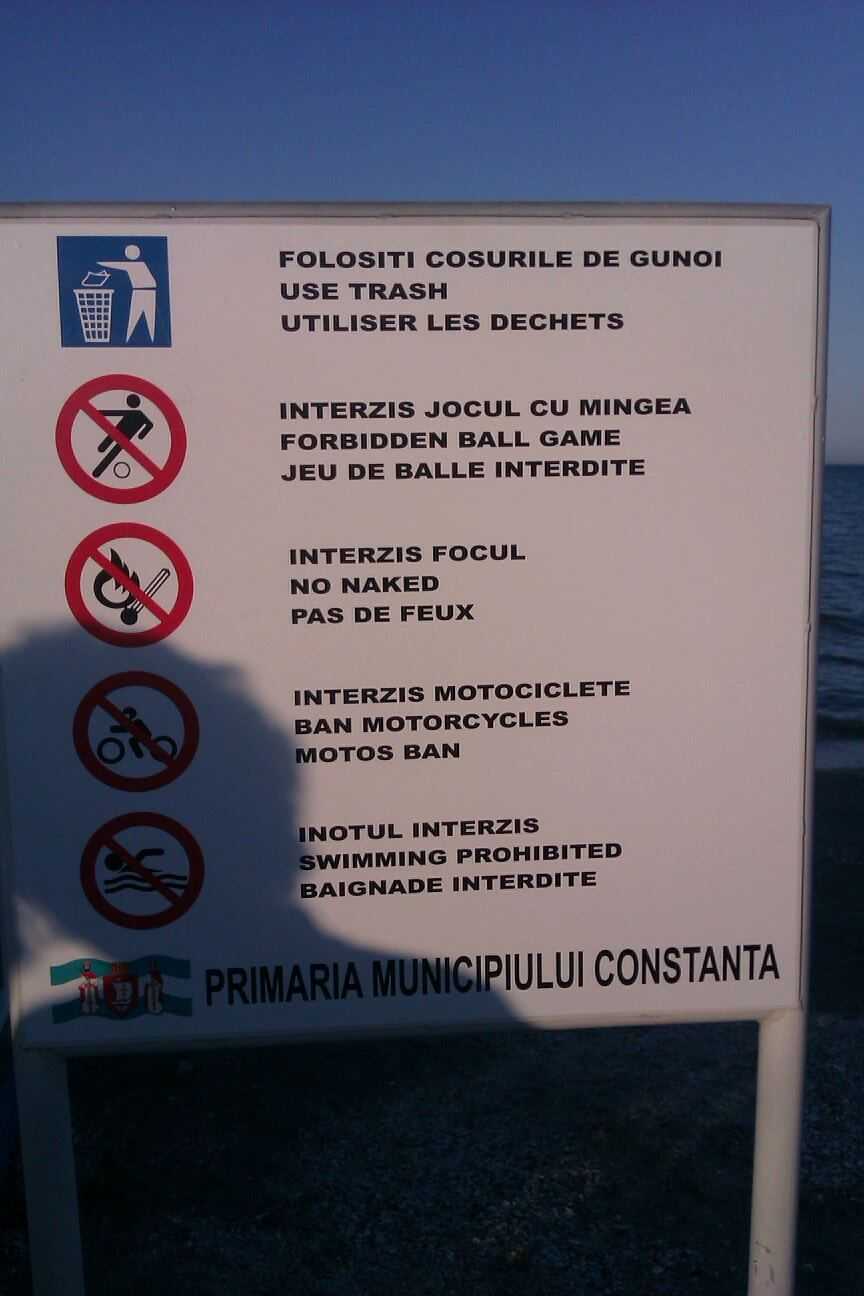 FOLOSITI COSURILE DE GUNOI
USE TRASH
UTILISER LES DECHETS
INTERZIS JOCUL CU MINGEA
FORBIDDEN BALL GAME
JEU DE BALLE INTERDITE
INTERZIS FOCUL
NO NAKED
PAS DE FEUX
INTERZIS MOTOCICLETE
BAN MOTORCYCLES
MOTOS BAN
INOTUL INTERZIS
SWIMMING PROHIBITED
BAIGNADE INTERDITE
PRIMARIA MUNICIPIULUI CONSTANTA